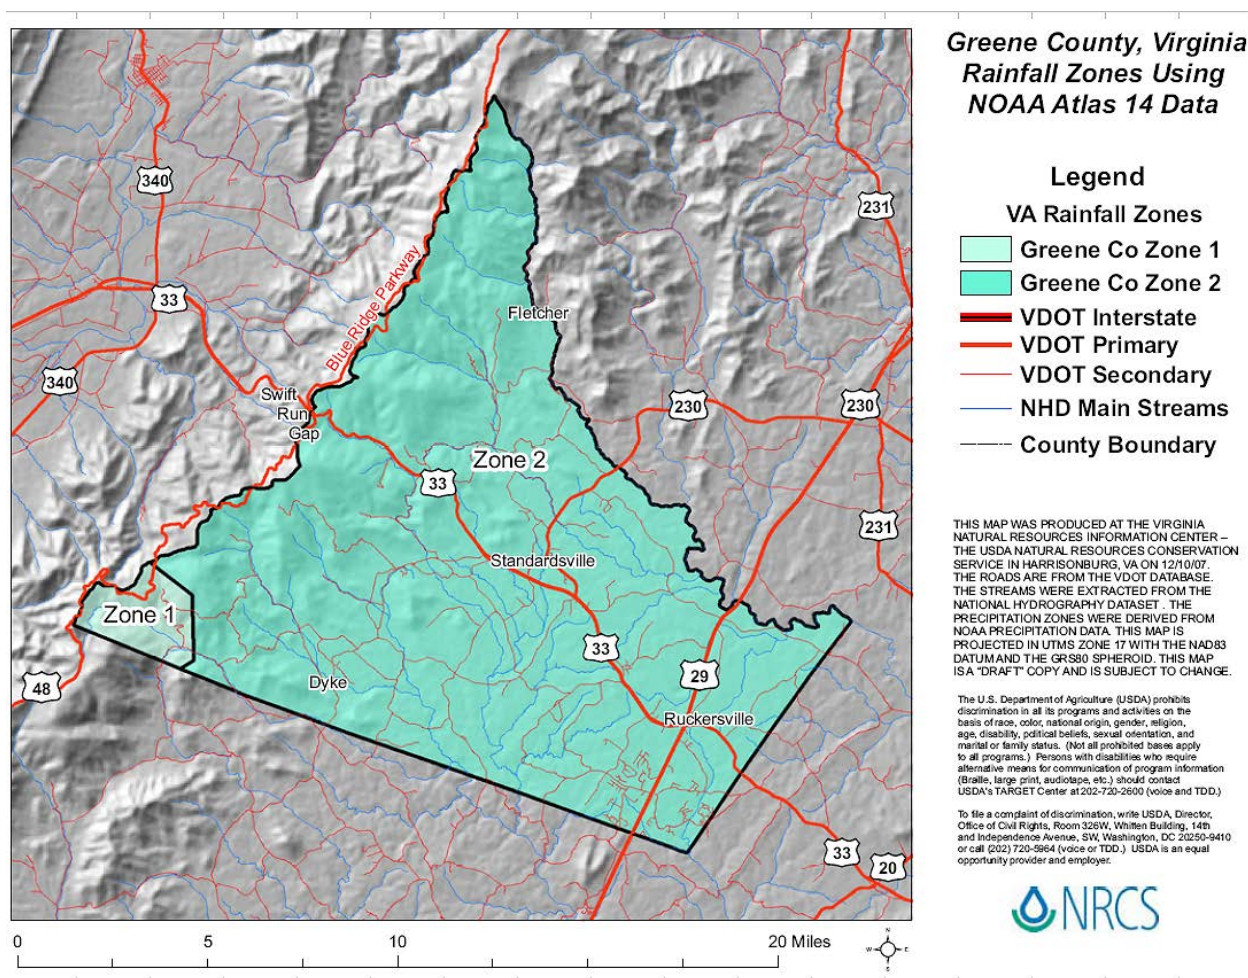 Greene County, Virginia
Rainfall Zones Using
NOAA Atlas 14 Data
Legend
VA Rainfall Zones
Greene Co Zone 1
Greene Co Zone 2
VDOT Interstate
VDOT Primary
VDOT Secondary
NHD Main Streams
County Boundary
340
231
33
Blue Ridge Parkway
Fletcher
340
Swift
Run
Gap
230
230
Zone 2
33
231
Standardsville
Zone 1
33
29
48
Dyke
Ruckersville
33
20
THIS MAP WAS PRODUCED AT THE VIRGINIA
NATURAL RESOURCES INFORMATION CENTER –
THE USDA NATURAL RESOURCES CONSERVATION
SERVICE IN HARRISONBURG, VA ON 12/10/07.
THE ROADS ARE FROM THE VDOT DATABASE.
THE STREAMS WERE EXTRACTED FROM THE
NATIONAL HYDROGRAPHY DATASET . THE
PRECIPITATION ZONES WERE DERIVED FROM
NOAA PRECIPITATION DATA. THIS MAP IS
PROJECTED IN UTMS ZONE 17 WITH THE NAD83
DATUM AND THE GRS80 SPHEROID. THIS MAP
IS A "DRAFT" COPY AND IS SUBJECT TO CHANGE.
The U.S. Department of Agriculture (USDA) prohibits
discrimination in all its programs and activities on the
basis of race, color, national origin, gender, religion,
age, disability, political beliefs, sexual orientation, and
marital or family status. (Not all prohibited bases apply
to all programs.) Persons with disabilities who require
alternative means for communication of program information
(Braille, large print, audiotape, etc.) should contact
USDA's TARGET Center at 202-720-2600 (voice and TDD.)
To file a complaint of discrimination, write USDA, Director,
Office of Civil Rights, Room 326W, Whitten Building, 14th
and Independence Avenue, SW, Washington, DC 20250-9410
or call (202) 720-5964 (voice or TDD.) USDA is an equal
opportunity provider and employer.
NRCS
0 5 10 20 Miles
N
W E
S